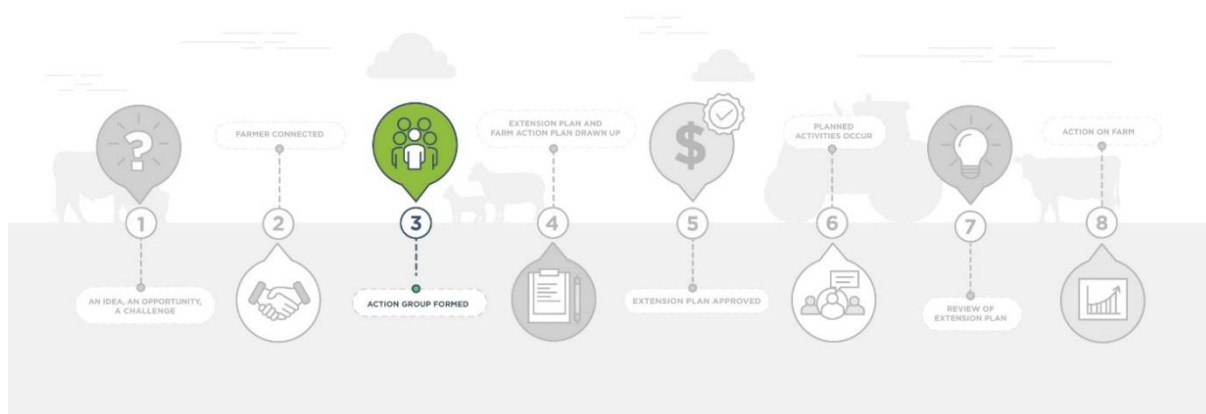 ?
1
AN IDEA, AN OPPORTUNITY,
A CHALLENGE
FARMER CONNECTED
2
3
ACTION GROUP FORMED
EXTENSION PLAN AND
FARM ACTION PLAN DRAWN UP
4
$
5
EXTENSION PLAN APPROVED
PLANNED
ACTIVITIES OCCUR
6
7
REVIEW OF
EXTENSION PLAN
ACTION ON FARM
8